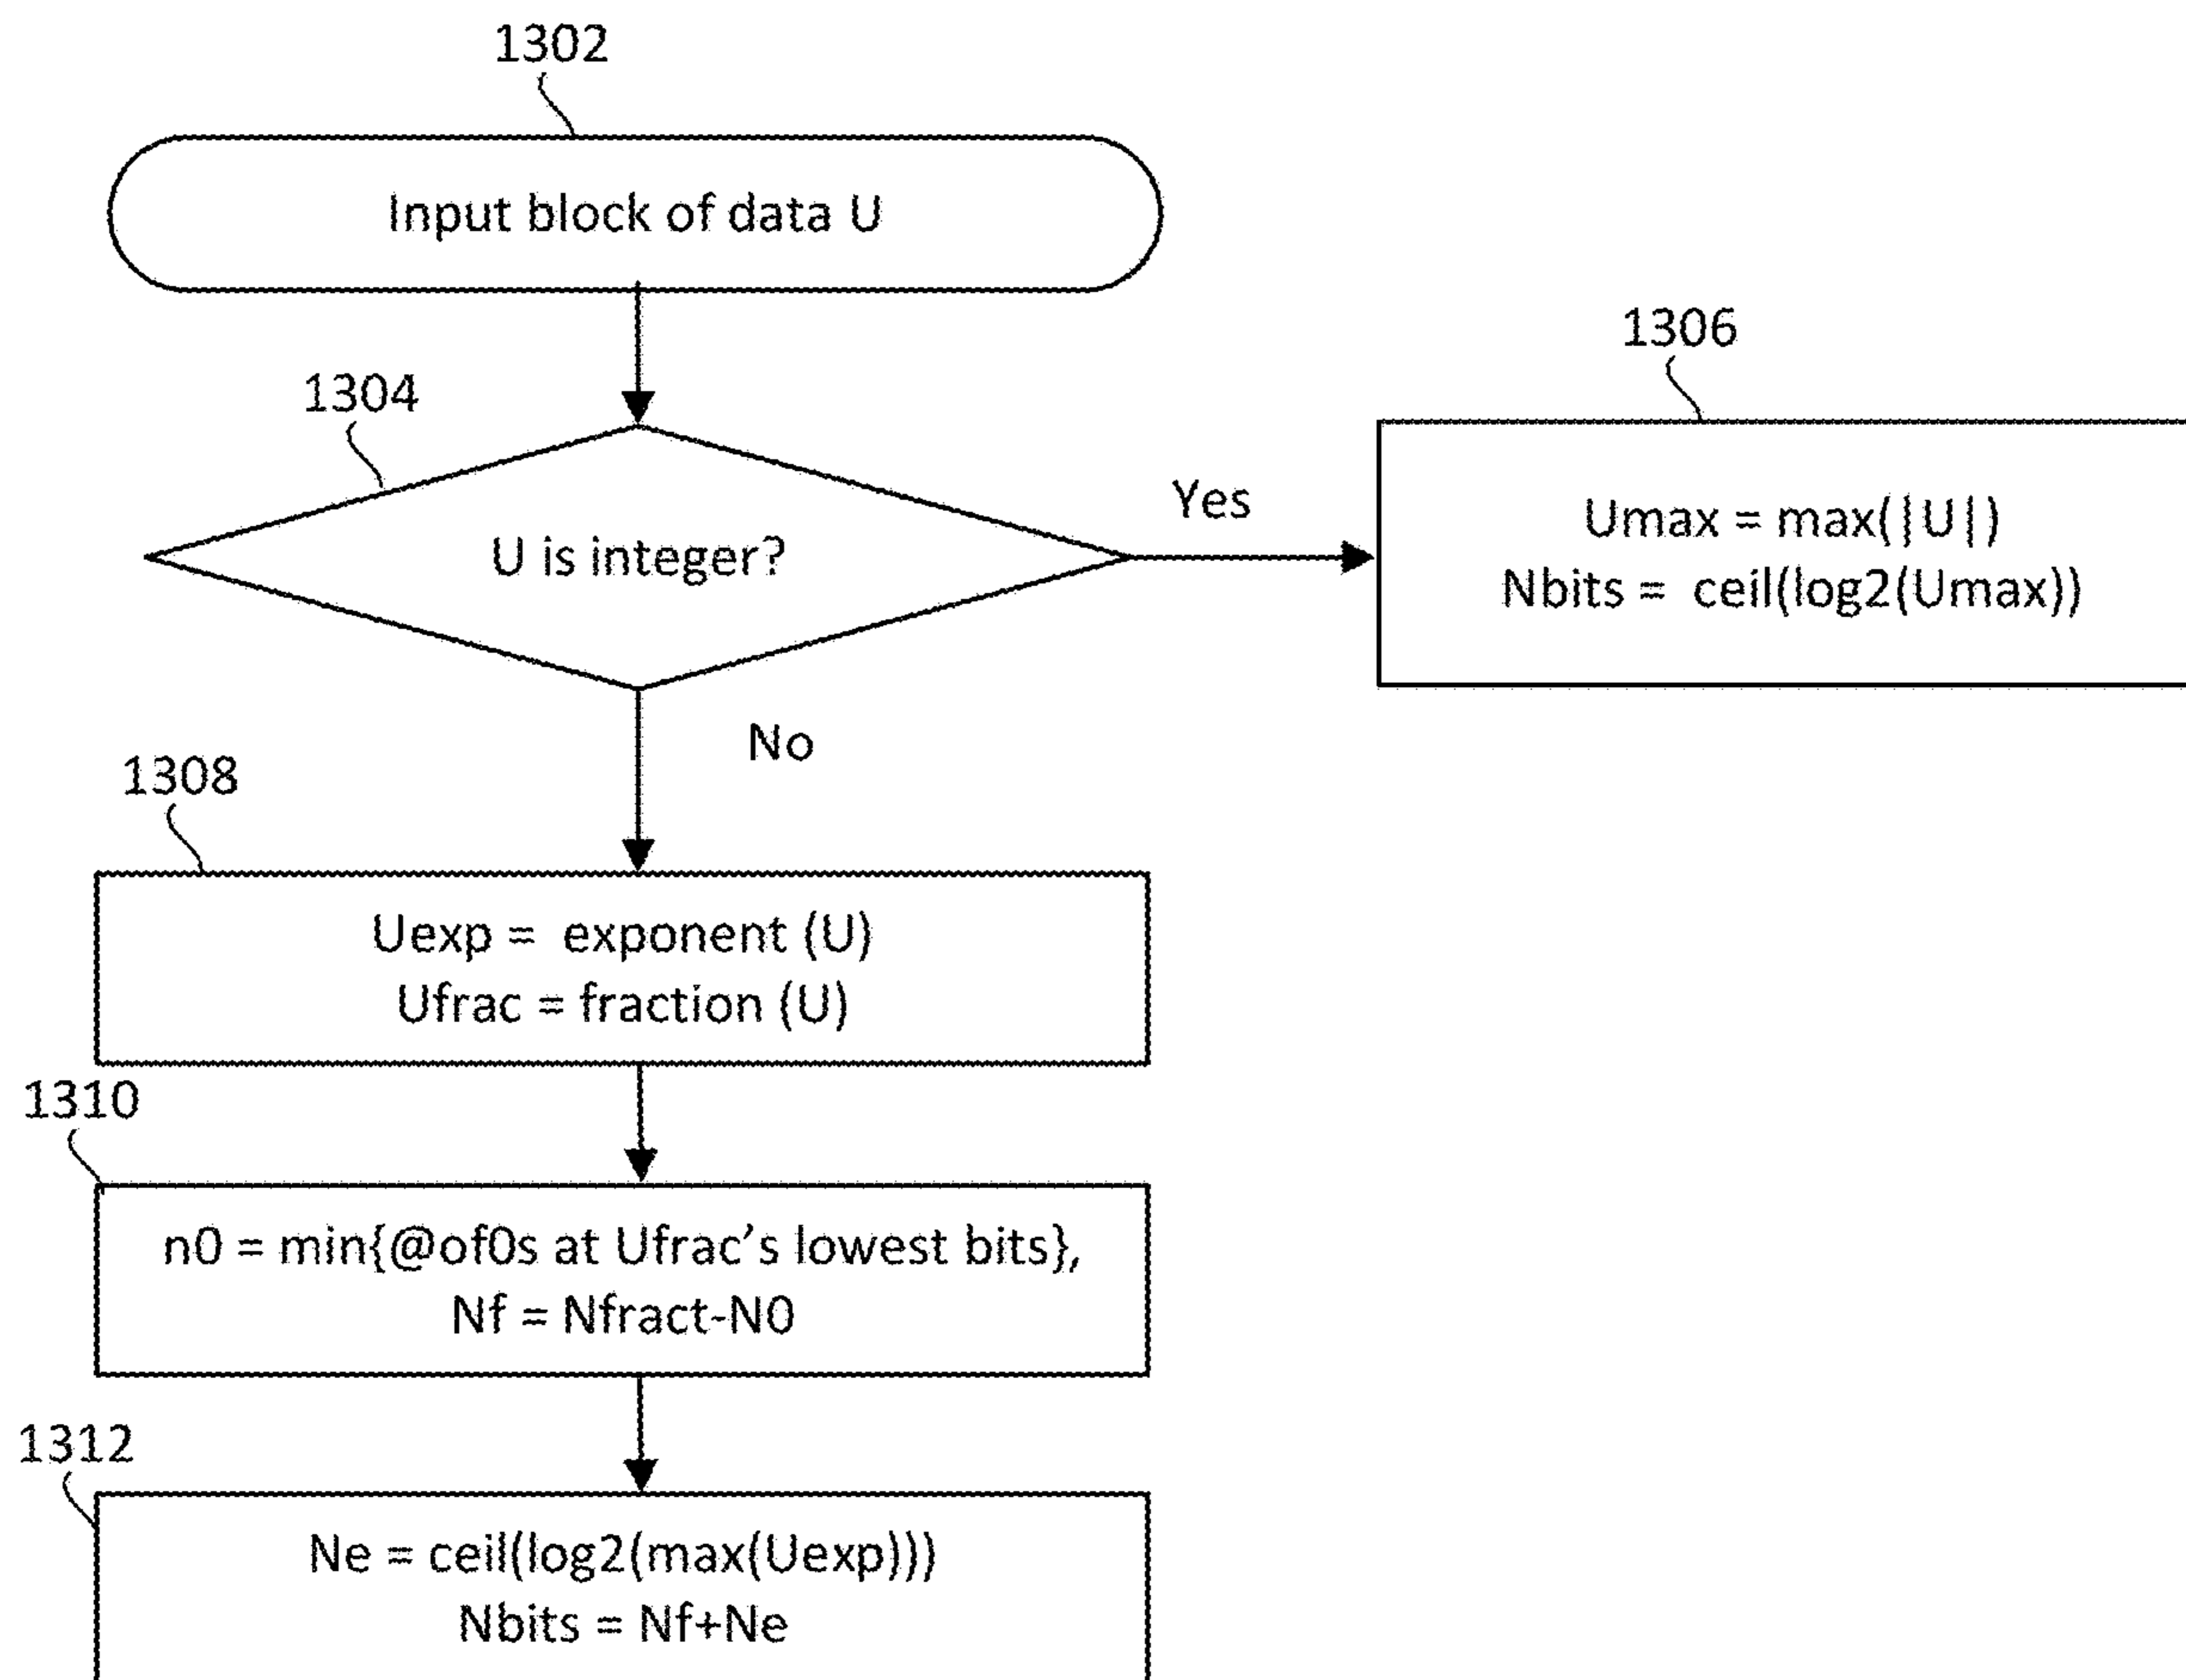 1302
Input block of data U
1304
U is integer?
Yes
1306
Umax = max(|U|)
Nbits = ceil(log2(Umax))
No
1308
Uexp = exponent (U)
Ufrac = fraction (U)
1310
n0 = min{@of0s at Ufrac's lowest bits},
Nf = Nfract-N0
1312
Ne = ceil(log2(max(Uexp)))
Nbits = Nf+Ne